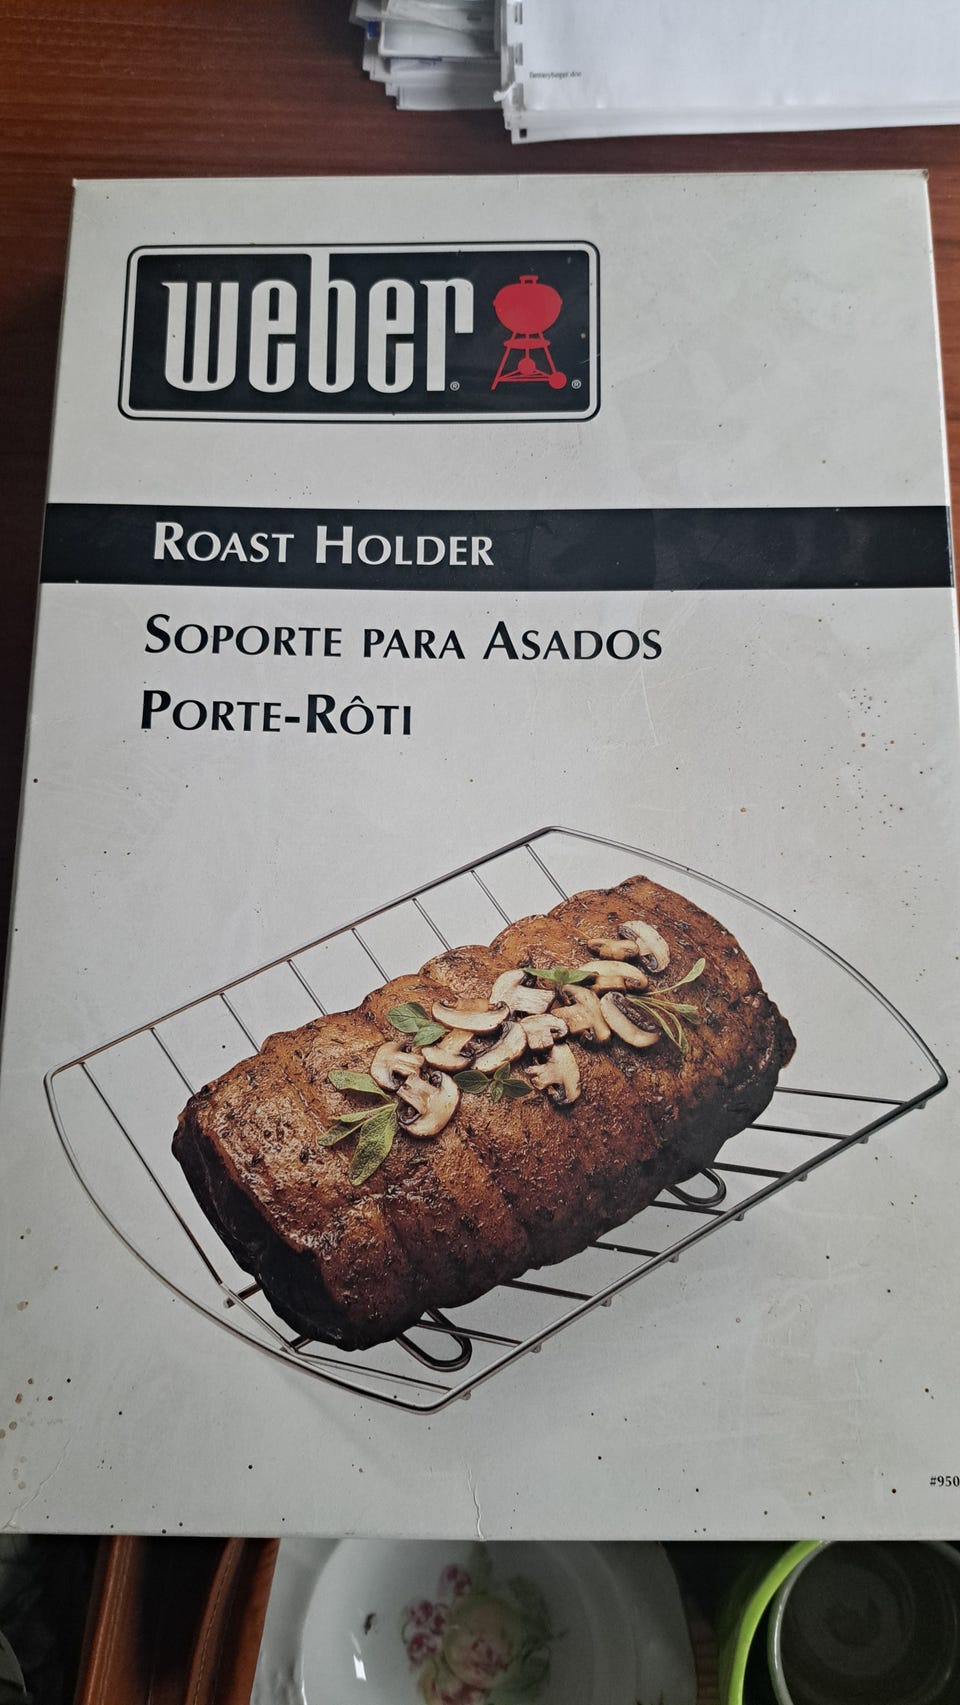 weber
ROAST HOLDER
SOPORTE PARA ASADOS
PORTE-RÔTI
#950